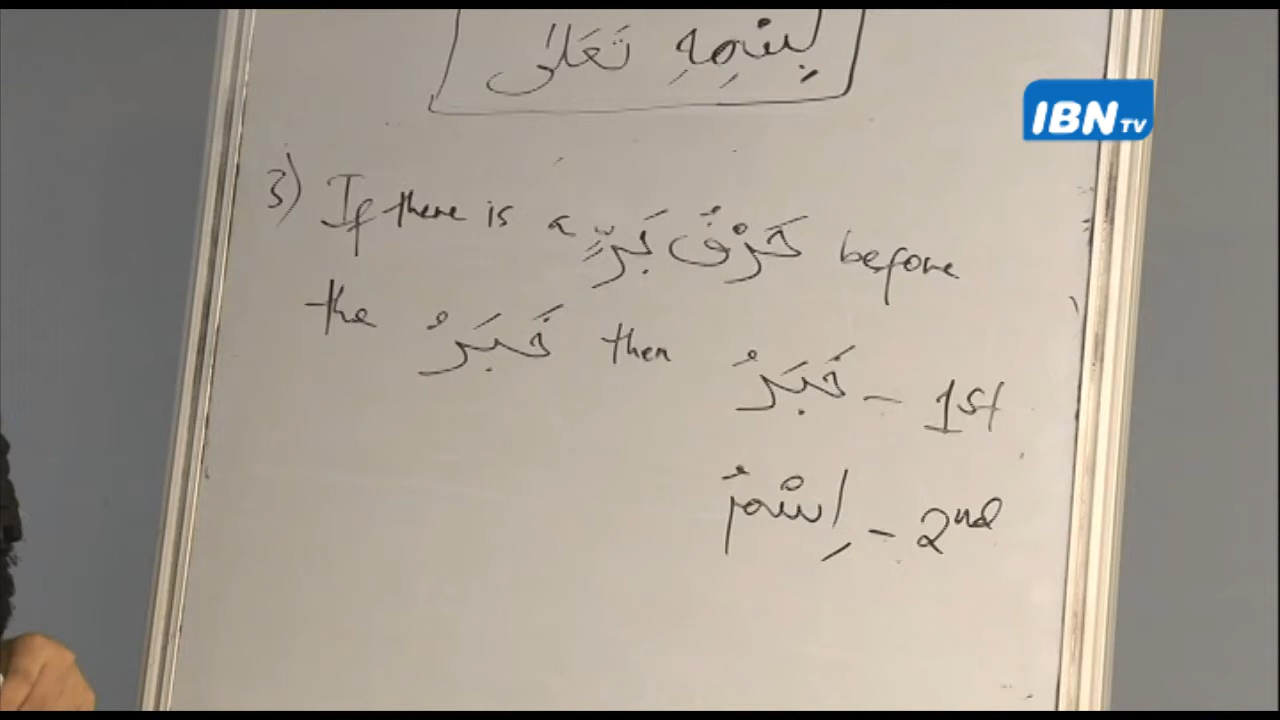 بِسْمِهِ تَعَالٰى
IBN TV
3) If there is a حَرْفُ جَرٍّ before
the خَبَرُ then خَبَرُ - 1st
اِسْمُ - 2nd